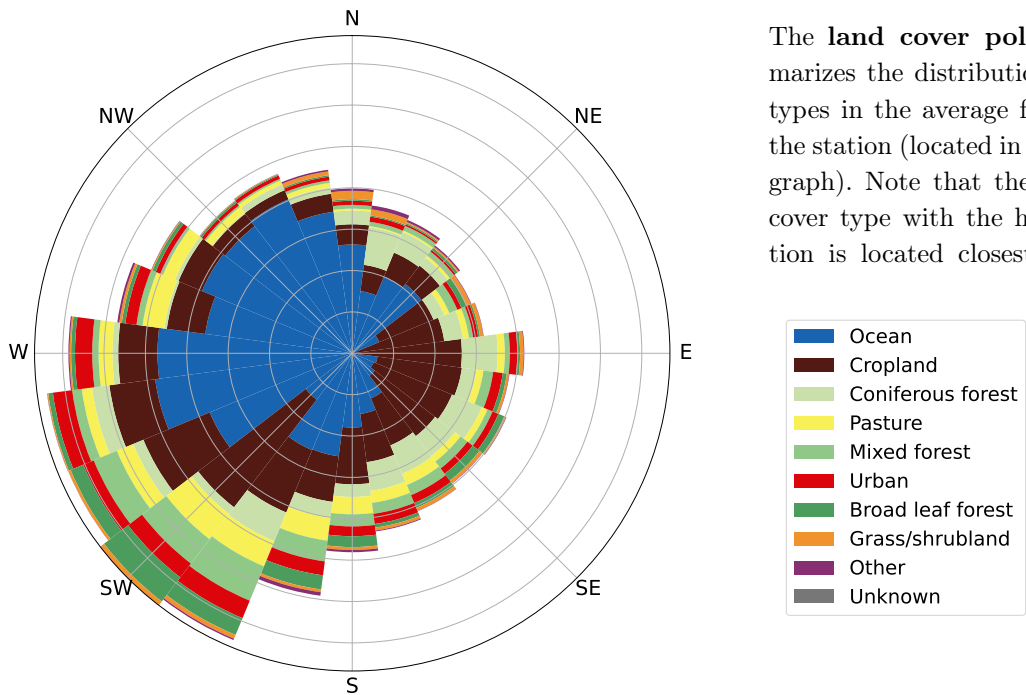 N
NW
NE
W
E
SW
SE
S
The land cover pol
marizes the distributi
types in the average f
the station (located in
graph). Note that the
cover type with the h
tion is located closest
Ocean
Cropland
Coniferous forest
Pasture
Mixed forest
Urban
Broad leaf forest
Grass/shrubland
Other
Unknown